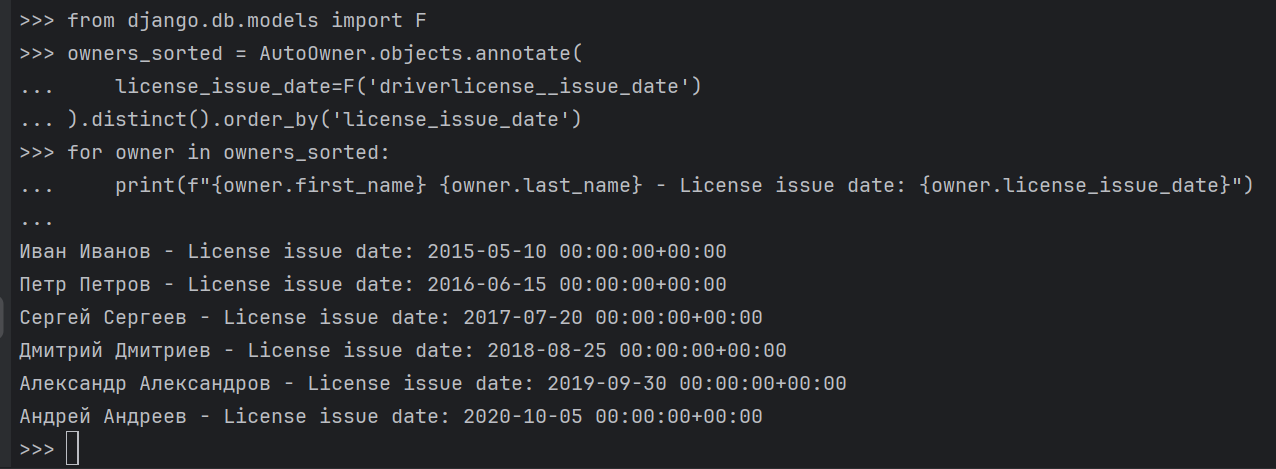 >>> from django.db.models import F
>>> owners_sorted = AutoOwner.objects.annotate(
...     license_issue_date=F('driverlicense__issue_date')
... ).distinct().order_by('license_issue_date')
>>> for owner in owners_sorted:
...     print(f"{owner.first_name} {owner.last_name} - License issue date: {owner.license_issue_date}")
...
Иван Иванов - License issue date: 2015-05-10 00:00:00+00:00
Петр Петров - License issue date: 2016-06-15 00:00:00+00:00
Сергей Сергеев - License issue date: 2017-07-20 00:00:00+00:00
Дмитрий Дмитриев - License issue date: 2018-08-25 00:00:00+00:00
Александр Александров - License issue date: 2019-09-30 00:00:00+00:00
Андрей Андреев - License issue date: 2020-10-05 00:00:00+00:00
>>>